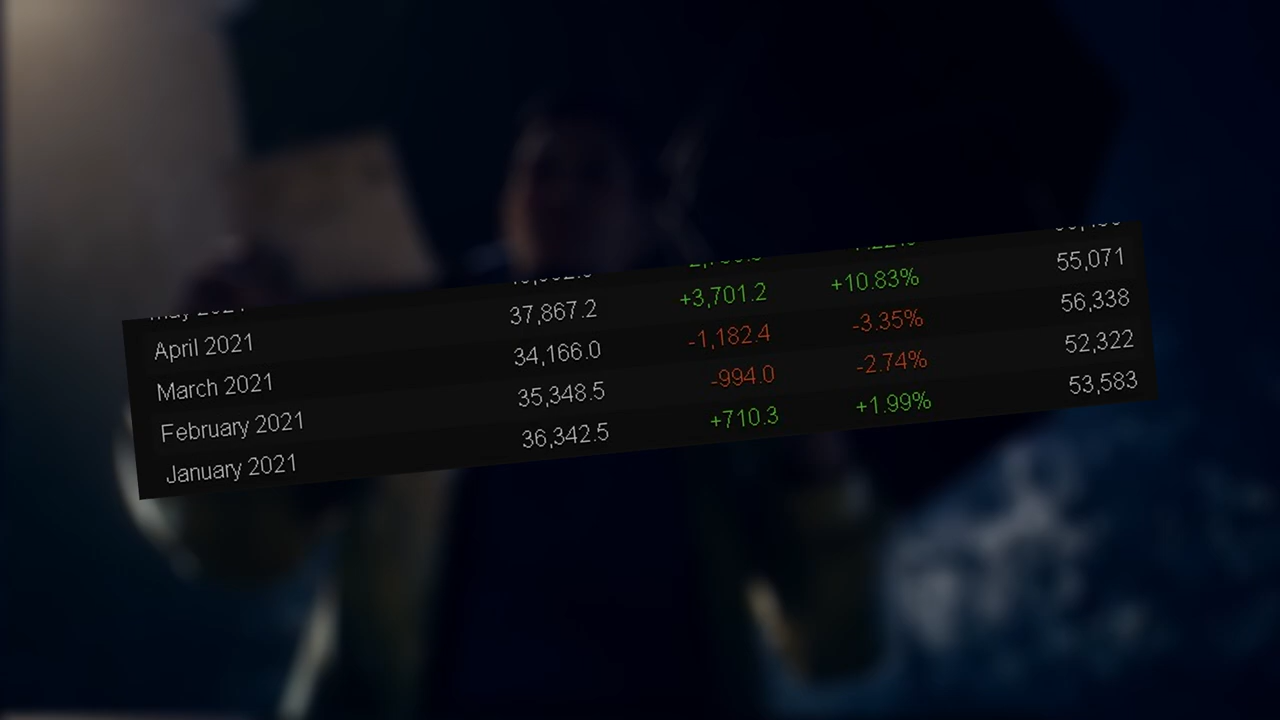 April 2021 37,867.2 +3,701.2 +10.83% 55,071
March 2021 34,166.0 -1,182.4 -3.35% 56,338
February 2021 35,348.5 -994.0 -2.74% 52,322
January 2021 36,342.5 +710.3 +1.99% 53,583